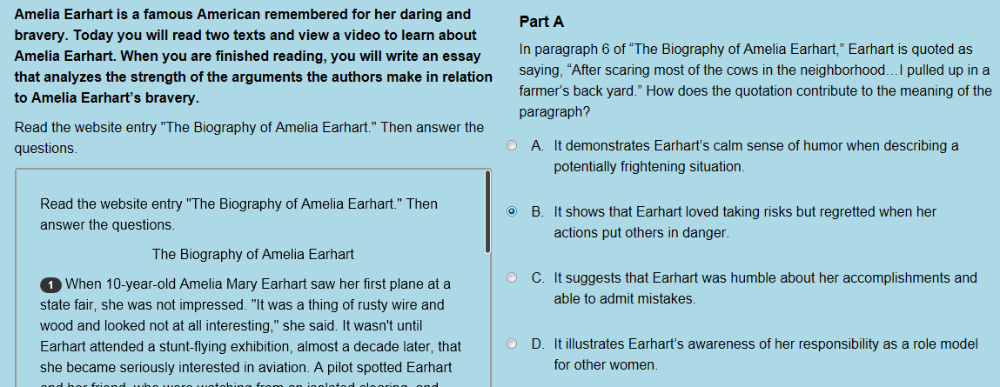 Amelia Earhart is a famous American remembered for her daring and
bravery. Today you will read two texts and view a video to learn about
Amelia Earhart. When you are finished reading, you will write an essay
that analyzes the strength of the arguments the authors make in relation
to Amelia Earhart’s bravery.
Read the website entry "The Biography of Amelia Earhart." Then answer the
questions.
Read the website entry "The Biography of Amelia Earhart." Then
answer the questions.
The Biography of Amelia Earhart
1 When 10-year-old Amelia Mary Earhart saw her first plane at a
state fair, she was not impressed. "It was a thing of rusty wire and
wood and looked not at all interesting," she said. It wasn't until
Earhart attended a stunt-flying exhibition, almost a decade later, that
she became seriously interested in aviation. A pilot spotted Earhart
and her friend, who were watching from an isolated clearing, and
Part A
In paragraph 6 of “The Biography of Amelia Earhart,” Earhart is quoted as
saying, “After scaring most of the cows in the neighborhood…I pulled up in a
farmer’s back yard.” How does the quotation contribute to the meaning of the
paragraph?
A. It demonstrates Earhart’s calm sense of humor when describing a
potentially frightening situation.
B. It shows that Earhart loved taking risks but regretted when her
actions put others in danger.
C. It suggests that Earhart was humble about her accomplishments and
able to admit mistakes.
D. It illustrates Earhart’s awareness of her responsibility as a role model
for other women.